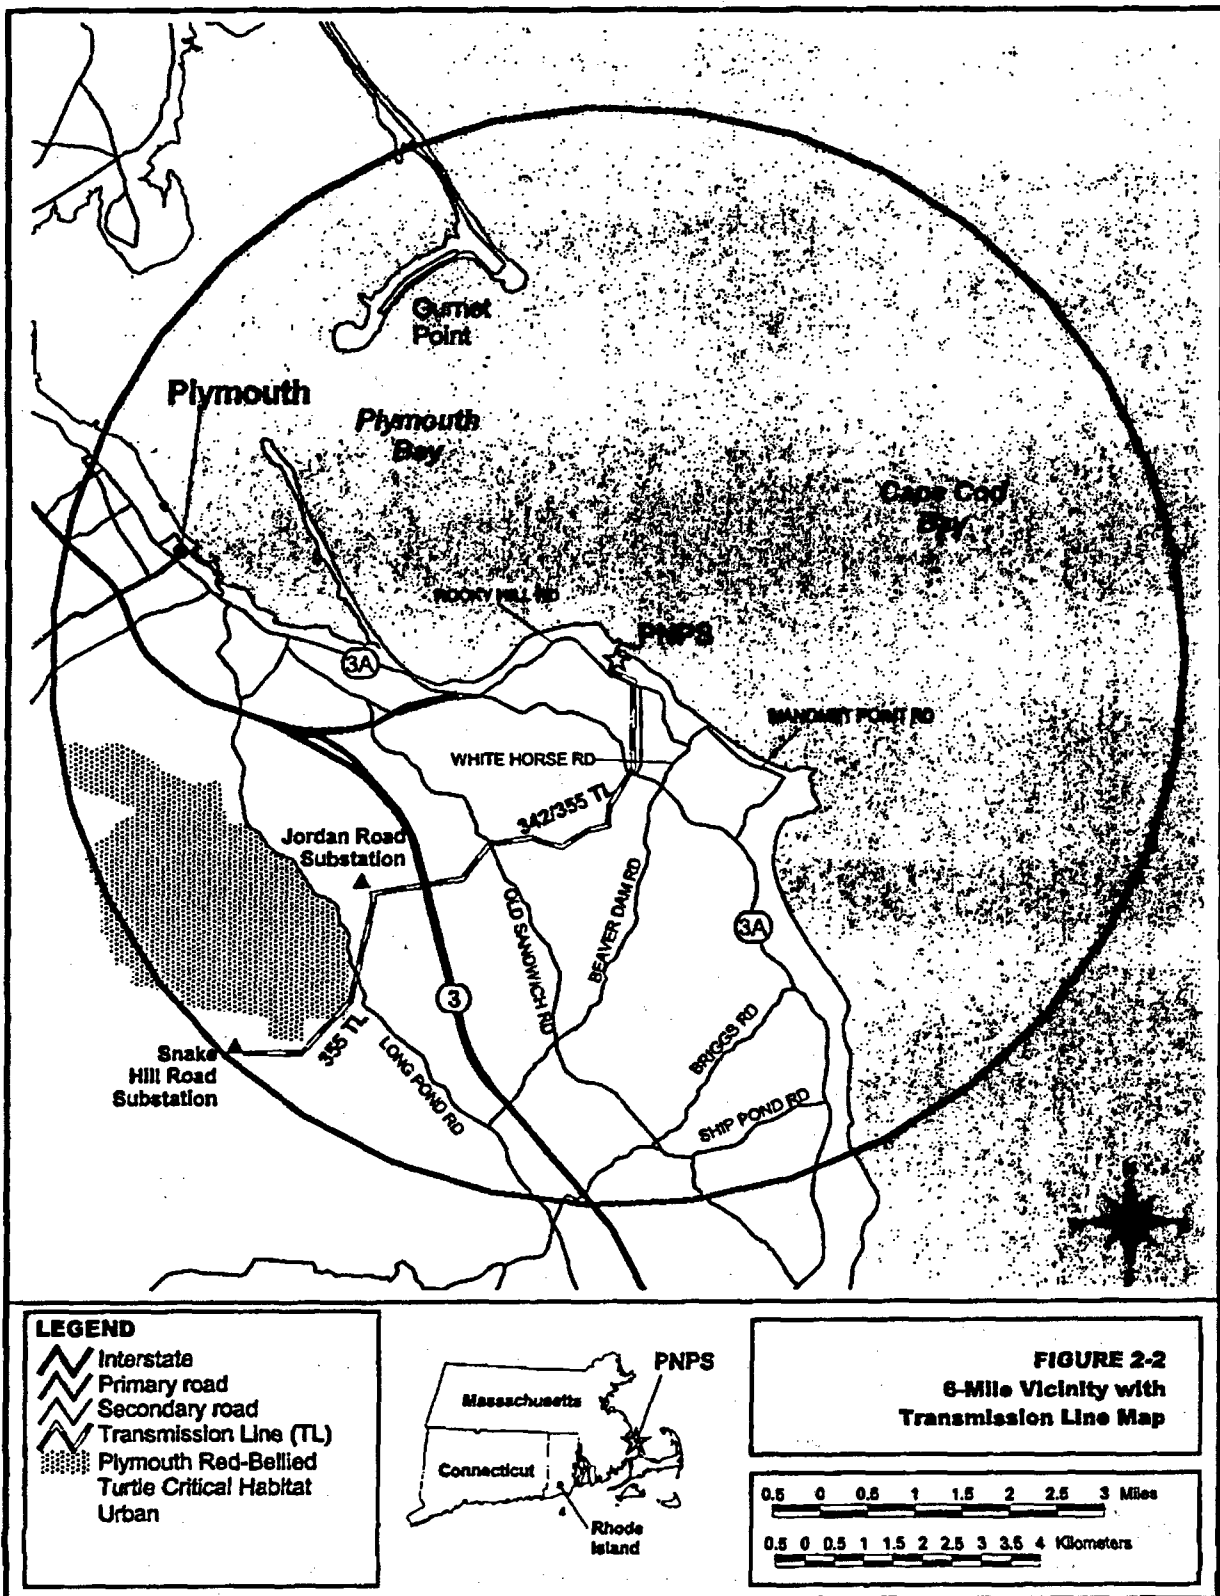 Gurnet
Point
Plymouth
Plymouth
Bay
Cape Cod
Bay
ROCKY HILL RD
PNPS
3A
MANOMET POINT RD
WHITE HORSE RD
342/355 TL
Jordan Road
Substation
OLD SANDWICH RD
BEAVER DAM RD
3A
3
BRIGGS RD
355 TL
Snake
Hill Road
Substation
LONG POND RD
SHIP POND RD
N
LEGEND
Interstate
Primary road
Secondary road
Transmission Line (TL)
Plymouth Red-Bellied
Turtle Critical Habitat
Urban
PNPS
Massachusetts
Connecticut
Rhode
Island
FIGURE 2-2
6-Mile Vicinity with
Transmission Line Map
0.5 0 0.5 1 1.5 2 2.5 3 Miles
0.5 0 0.5 1 1.5 2 2.5 3 3.5 4 Kilometers